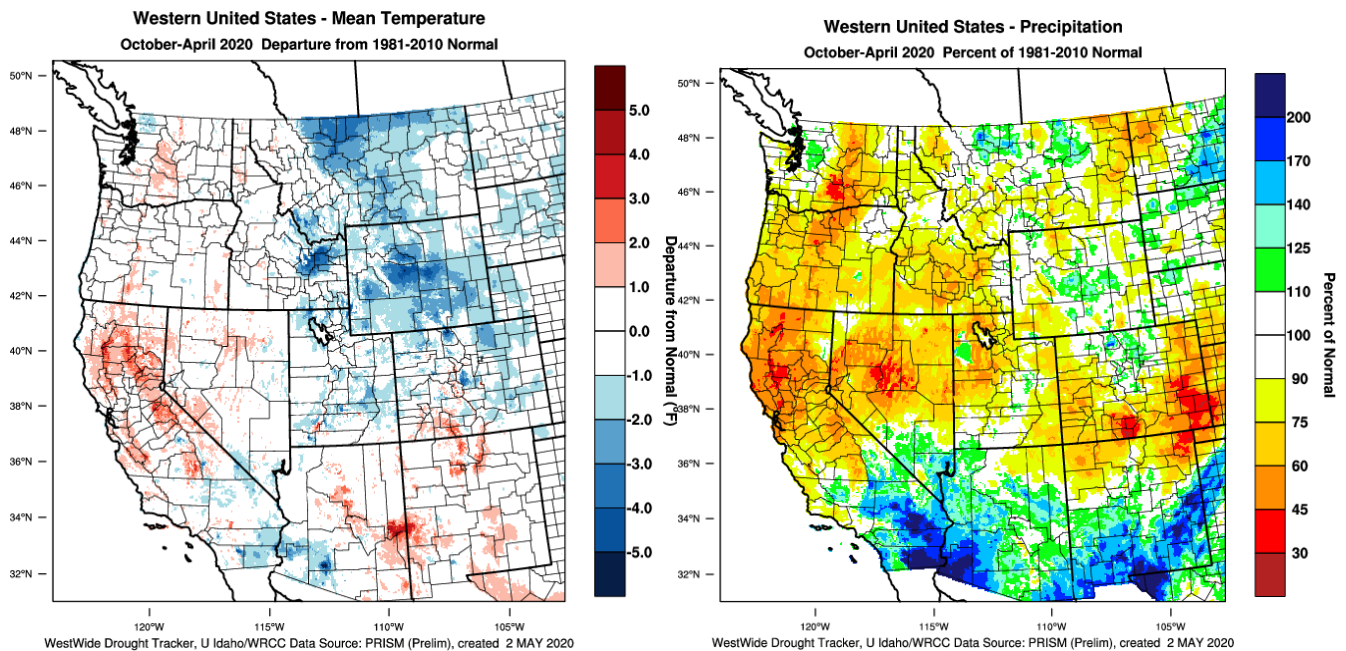 Western United States - Mean Temperature
October-April 2020 Departure from 1981-2010 Normal
50°N
48°N
46°N
44°N
42°N
40°N
38°N
36°N
34°N
32°N
120°W
115°W
110°W
105°W
5.0
4.0
3.0
2.0
1.0
0.0
-1.0
-2.0
-3.0
-4.0
-5.0
Departure from Normal (°F)
WestWide Drought Tracker, U Idaho/WRCC Data Source: PRISM (Prelim), created 2 MAY 2020
Western United States - Precipitation
October-April 2020 Percent of 1981-2010 Normal
50°N
48°N
46°N
44°N
42°N
40°N
38°N
36°N
34°N
32°N
120°W
115°W
110°W
105°W
200
170
140
125
110
100
90
75
60
45
30
Percent of Normal
WestWide Drought Tracker, U Idaho/WRCC Data Source: PRISM (Prelim), created 2 MAY 2020